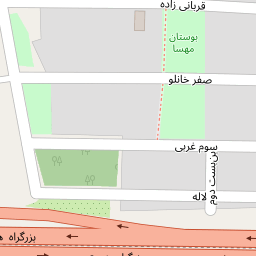 قربانی زاده
بوستان
مهسا
صفر خانلو
سوم غربی
بن‌بست دوم
لاله
بزرگراه